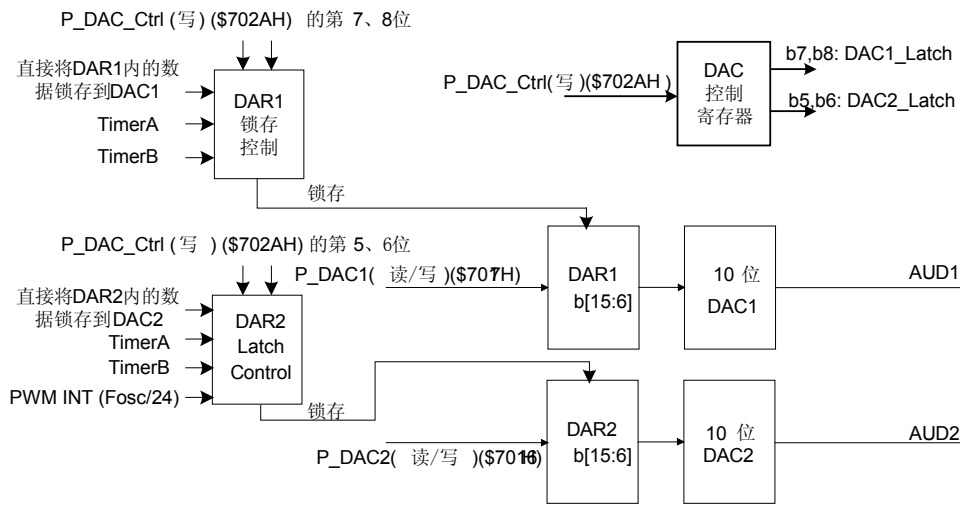 P_DAC_Ctrl (写) ($702AH) 的第 7、8位
直接将DAR1内的数
据锁存到DAC1
TimerA
TimerB
DAR1
锁存
控制
锁存
P_DAC_Ctrl(写)($702AH )
DAC
控制
寄存器
b7,b8: DAC1_Latch
b5,b6: DAC2_Latch
P_DAC_Ctrl (写 ) ($702AH) 的第 5、6位
直接将DAR2内的数
据锁存到DAC2
TimerA
TimerB
PWM INT (Fosc/24)
DAR2
Latch
Control
锁存
P_DAC1( 读/写 )($7017H)
DAR1
b[15:6]
10 位
DAC1
AUD1
P_DAC2( 读/写 )($7016H)
DAR2
b[15:6]
10 位
DAC2
AUD2